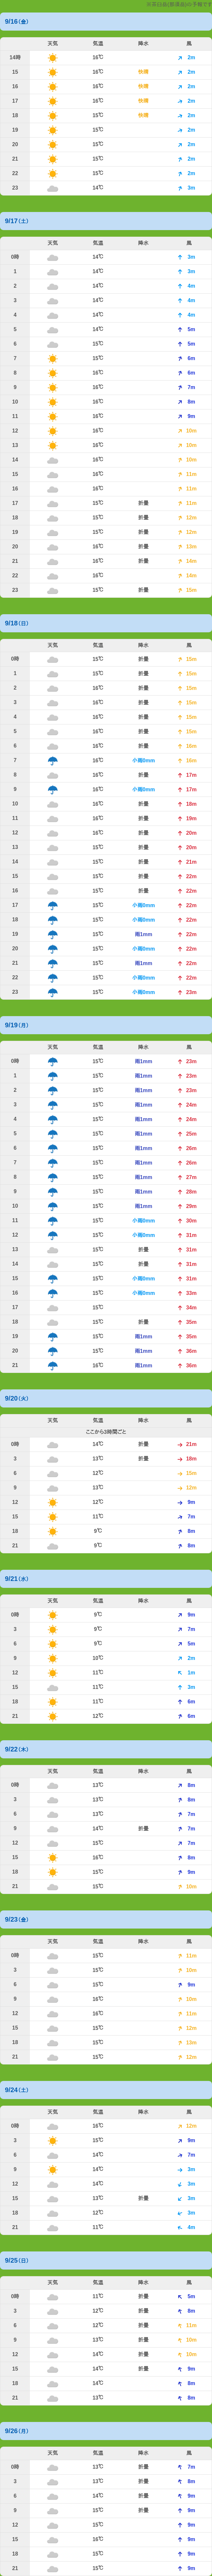 9/16(金)
天気 気温 降水 風
14時 16℃ 2m
15 16℃ 2m
16 16℃ 2m
17 16℃ 2m
18 15℃ 2m
19 15℃ 2m
20 15℃ 2m
21 15℃ 2m
22 15℃ 2m
23 14℃ 3m
9/17(土)
天気 気温 降水 風
0時 14℃ 3m
1 14℃ 3m
2 14℃ 4m
3 14℃ 4m
4 14℃ 4m
5 14℃ 5m
6 15℃ 5m
7 15℃ 6m
8 16℃ 6m
9 16℃ 7m
10 16℃ 8m
11 16℃ 9m
12 16℃ 10m
13 16℃ 10m
14 16℃ 10m
15 16℃ 11m
16 16℃ 11m
17 15℃ 折曇 11m
18 15℃ 折曇 12m
19 15℃ 折曇 12m
20 16℃ 折曇 13m
21 16℃ 折曇 14m
22 16℃ 14m
23 15℃ 折曇 15m
9/18(日)
天気 気温 降水 風
0時 15℃ 折曇 15m
1 15℃ 折曇 15m
2 16℃ 折曇 15m
3 16℃ 折曇 15m
4 16℃ 折曇 15m
5 16℃ 折曇 15m
6 16℃ 折曇 16m
7 15℃ 小雨0mm 16m
8 16℃ 折曇 17m
9 16℃ 小雨0mm 17m
10 16℃ 折曇 18m
11 16℃ 折曇 19m
12 16℃ 折曇 20m
13 15℃ 折曇 20m
14 16℃ 折曇 21m
15 16℃ 折曇 22m
16 16℃ 折曇 22m
17 15℃ 小雨0mm 22m
18 15℃ 小雨0mm 22m
19 15℃ 雨1mm 22m
20 15℃ 小雨0mm 22m
21 15℃ 雨1mm 22m
22 15℃ 小雨0mm 22m
23 15℃ 小雨0mm 23m
9/19(月)
天気 気温 降水 風
0時 15℃ 雨1mm 23m
1 15℃ 雨1mm 23m
2 15℃ 雨1mm 23m
3 15℃ 雨1mm 24m
4 15℃ 雨1mm 24m
5 15℃ 雨1mm 25m
6 15℃ 雨1mm 26m
7 15℃ 雨1mm 26m
8 15℃ 雨1mm 27m
9 15℃ 雨1mm 28m
10 15℃ 雨1mm 29m
11 15℃ 小雨0mm 30m
12 15℃ 小雨0mm 31m
13 15℃ 折曇 31m
14 15℃ 折曇 31m
15 15℃ 小雨0mm 31m
16 15℃ 小雨0mm 33m
17 15℃ 34m
18 15℃ 折曇 35m
19 15℃ 雨1mm 35m
20 15℃ 雨1mm 36m
21 16℃ 雨1mm 36m
9/20(火)
天気 気温 降水 風
ここから3時間ごと
0時 14℃ 折曇 21m
3 13℃ 折曇 18m
6 12℃ 15m
9 13℃ 12m
12 12℃ 9m
15 11℃ 7m
18 9℃ 8m
21 9℃ 8m
9/21(水)
天気 気温 降水 風
0時 9℃ 9m
3 9℃ 7m
6 9℃ 5m
9 10℃ 2m
12 11℃ 1m
15 11℃ 3m
18 11℃ 6m
21 12℃ 6m
9/22(木)
天気 気温 降水 風
0時 13℃ 8m
3 13℃ 8m
6 13℃ 7m
9 14℃ 折曇 7m
12 15℃ 7m
15 16℃ 8m
18 15℃ 9m
21 15℃ 10m
9/23(金)
天気 気温 降水 風
0時 15℃ 11m
3 15℃ 10m
6 15℃ 9m
9 16℃ 10m
12 16℃ 11m
15 15℃ 12m
18 15℃ 13m
21 15℃ 12m
9/24(土)
天気 気温 降水 風
0時 16℃ 12m
3 15℃ 9m
6 14℃ 7m
9 14℃ 3m
12 14℃ 3m
15 13℃ 折曇 3m
18 12℃ 3m
21 11℃ 4m
9/25(日)
天気 気温 降水 風
0時 11℃ 折曇 5m
3 12℃ 折曇 8m
6 12℃ 折曇 11m
9 13℃ 折曇 10m
12 14℃ 折曇 10m
15 14℃ 折曇 9m
18 14℃ 8m
21 13℃ 8m
9/26(月)
天気 気温 降水 風
0時 13℃ 折曇 7m
3 13℃ 折曇 8m
6 14℃ 折曇 9m
9 15℃ 折曇 9m
12 15℃ 9m
15 16℃ 9m
18 15℃ 9m
21 15℃ 9m